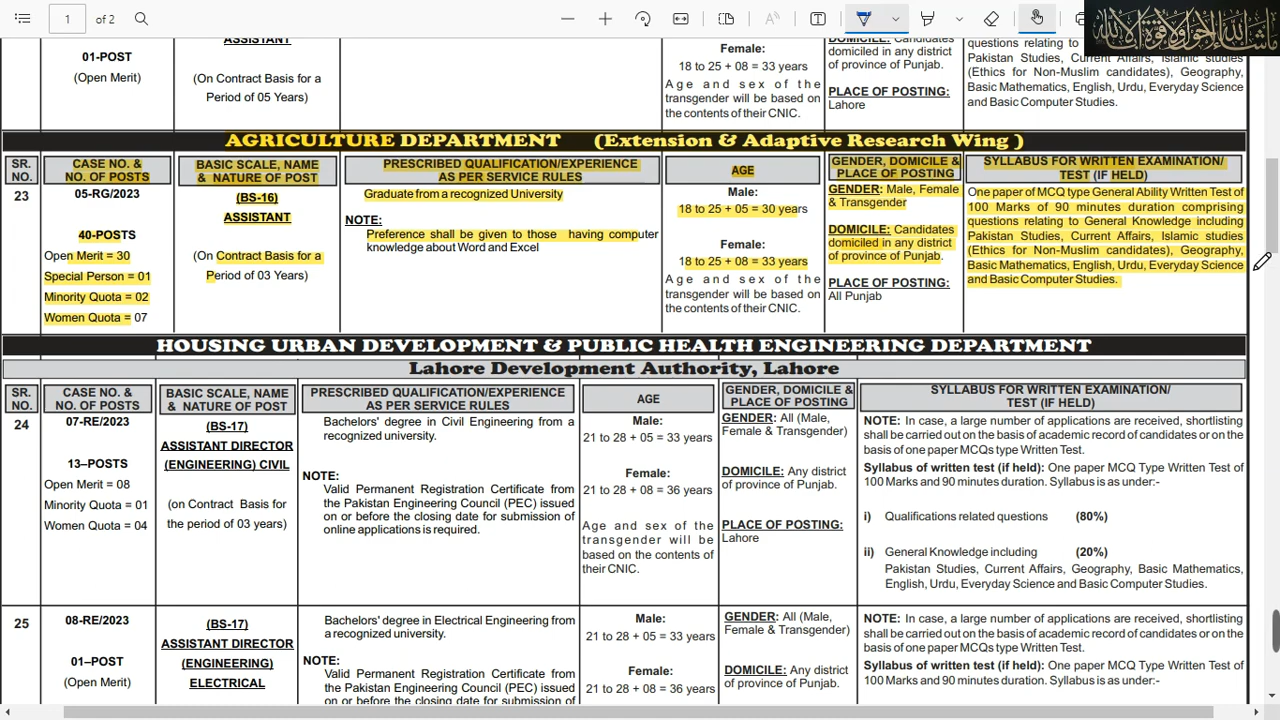 1 of 2
ASSISTANT
01-POST
(Open Merit)
(On Contract Basis for a
Period of 05 Years)
Female:
18 to 25 + 08 = 33 years
Age and sex of the
transgender will be based on
the contents of their CNIC.
DOMICILE: Candidates
domiciled in any district
of province of Punjab.
PLACE OF POSTING:
Lahore
questions relating to
Pakistan Studies, Current Affairs, Islamic studies
(Ethics for Non-Muslim candidates), Geography,
Basic Mathematics, English, Urdu, Everyday Science
and Basic Computer Studies.
AGRICULTURE DEPARTMENT (Extension & Adaptive Research Wing )
SR.
NO.
CASE NO. &
NO. OF POSTS
BASIC SCALE, NAME
& NATURE OF POST
PRESCRIBED QUALIFICATION/EXPERIENCE
AS PER SERVICE RULES
AGE
GENDER, DOMICILE &
PLACE OF POSTING
SYLLABUS FOR WRITTEN EXAMINATION/
TEST (IF HELD)
23
05-RG/2023
40-POSTS
Open Merit = 30
Special Person = 01
Minority Quota = 02
Women Quota = 07
(BS-16)
ASSISTANT
(On Contract Basis for a
Period of 03 Years)
Graduate from a recognized University
NOTE:
Preference shall be given to those having computer
knowledge about Word and Excel
Male:
18 to 25 + 05 = 30 years
Female:
18 to 25 + 08 = 33 years
Age and sex of the
transgender will be based on
the contents of their CNIC.
GENDER: Male, Female
& Transgender
DOMICILE: Candidates
domiciled in any district
of province of Punjab.
PLACE OF POSTING:
All Punjab
One paper of MCQ type General Ability Written Test of
100 Marks of 90 minutes duration comprising
questions relating to General Knowledge including
Pakistan Studies, Current Affairs, Islamic studies
(Ethics for Non-Muslim candidates), Geography,
Basic Mathematics, English, Urdu, Everyday Science
and Basic Computer Studies.
HOUSING URBAN DEVELOPMENT & PUBLIC HEALTH ENGINEERING DEPARTMENT
Lahore Development Authority, Lahore
SR.
NO.
CASE NO. &
NO. OF POSTS
BASIC SCALE, NAME
& NATURE OF POST
PRESCRIBED QUALIFICATION/EXPERIENCE
AS PER SERVICE RULES
AGE
GENDER, DOMICILE &
PLACE OF POSTING
SYLLABUS FOR WRITTEN EXAMINATION/
TEST (IF HELD)
24
07-RE/2023
13–POSTS
Open Merit = 08
Minority Quota = 01
Women Quota = 04
(BS-17)
ASSISTANT DIRECTOR
(ENGINEERING) CIVIL
(on Contract Basis for
the period of 03 years)
Bachelors' degree in Civil Engineering from a
recognized university.
NOTE:
Valid Permanent Registration Certificate from
the Pakistan Engineering Council (PEC) issued
on or before the closing date for submission of
online applications is required.
Male:
21 to 28 + 05 = 33 years
Female:
21 to 28 + 08 = 36 years
Age and sex of the
transgender will be
based on the contents of
their CNIC.
GENDER: All (Male,
Female & Transgender)
DOMICILE: Any district
of province of Punjab.
PLACE OF POSTING:
Lahore
NOTE: In case, a large number of applications are received, shortlisting
shall be carried out on the basis of academic record of candidates or on the
basis of one paper MCQs type Written Test.
Syllabus of written test (if held): One paper MCQ Type Written Test of
100 Marks and 90 minutes duration. Syllabus is as under:-
i) Qualifications related questions (80%)
ii) General Knowledge including (20%)
Pakistan Studies, Current Affairs, Geography, Basic Mathematics,
English, Urdu, Everyday Science and Basic Computer Studies.
25
08-RE/2023
01–POST
(Open Merit)
(BS-17)
ASSISTANT DIRECTOR
(ENGINEERING)
ELECTRICAL
Bachelors' degree in Electrical Engineering from
a recognized university.
NOTE:
Valid Permanent Registration Certificate from
the Pakistan Engineering Council (PEC) issued
on or before the closing date for submission of
Male:
21 to 28 + 05 = 33 years
Female:
21 to 28 + 08 = 36 years
GENDER: All (Male,
Female & Transgender)
DOMICILE: Any district
of province of Punjab.
NOTE: In case, a large number of applications are received, shortlisting
shall be carried out on the basis of academic record of candidates or on the
basis of one paper MCQs type Written Test.
Syllabus of written test (if held): One paper MCQ Type Written Test of
100 Marks and 90 minutes duration. Syllabus is as under:-